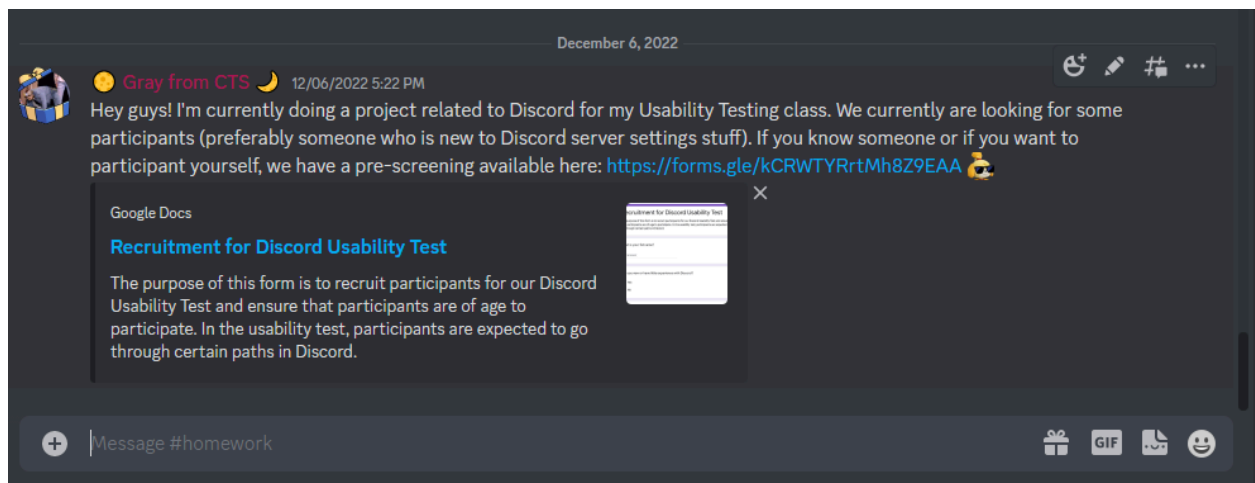 December 6, 2022
Gray from CTS 12/06/2022 5:22 PM
Hey guys! I'm currently doing a project related to Discord for my Usability Testing class. We currently are looking for some
participants (preferably someone who is new to Discord server settings stuff). If you know someone or if you want to
participant yourself, we have a pre-screening available here: https://forms.gle/kCRWTYRrtMh8Z9EAA
Google Docs
Recruitment for Discord Usability Test
The purpose of this form is to recruit participants for our Discord
Usability Test and ensure that participants are of age to
participate. In the usability test, participants are expected to go
through certain paths in Discord.
Message #homework
GIF